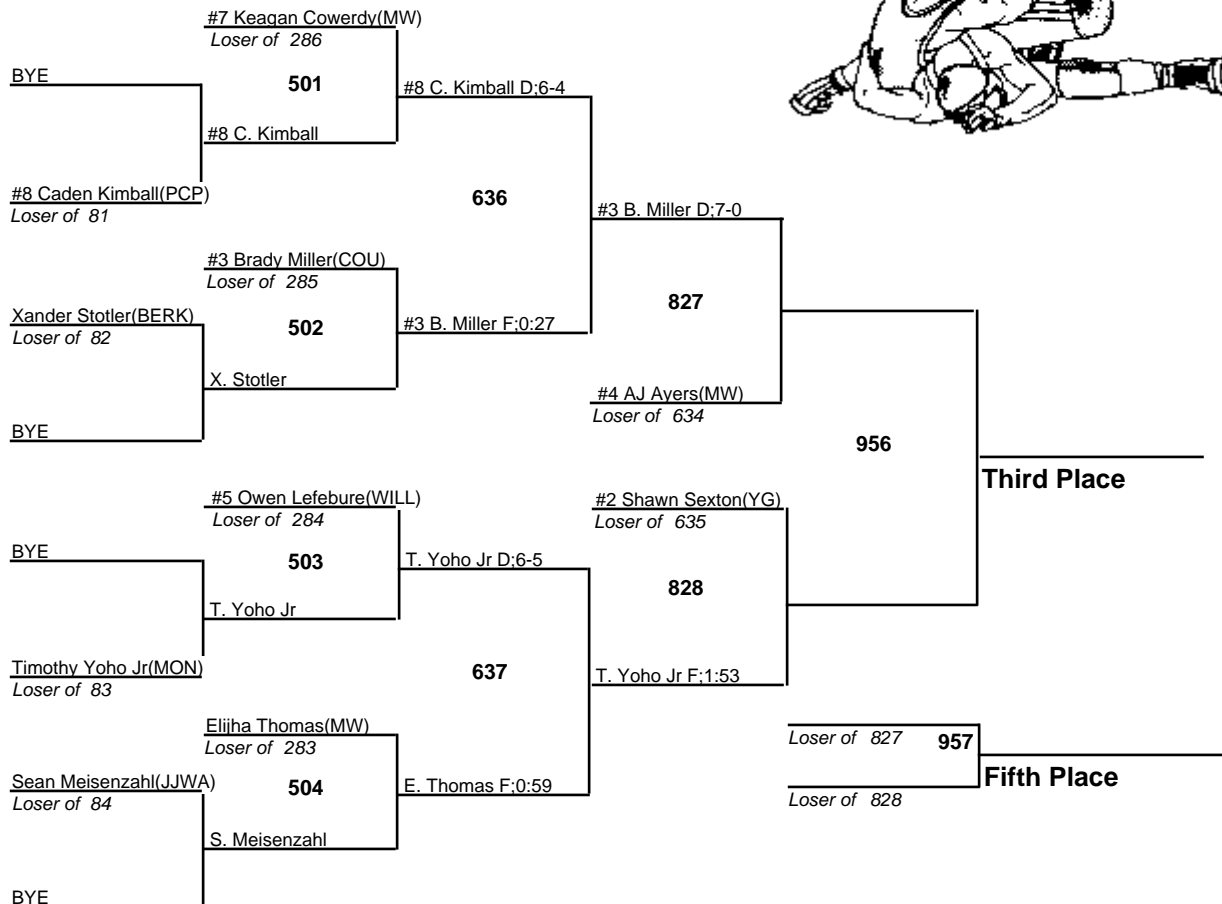 #7 Keagan Cowerdy(MW)
Loser of 286
BYE
501
#8 C. Kimball D;6-4
#8 C. Kimball
#8 Caden Kimball(PCP)
Loser of 81
636
#3 B. Miller D;7-0
#3 Brady Miller(COU)
Loser of 285
Xander Stotler(BERK)
Loser of 82
502
#3 B. Miller F;0:27
827
X. Stotler
#4 AJ Ayers(MW)
Loser of 634
BYE
956
Third Place
#5 Owen Lefebure(WILL)
Loser of 284
#2 Shawn Sexton(YG)
Loser of 635
BYE
503
T. Yoho Jr D;6-5
828
T. Yoho Jr
Timothy Yoho Jr(MON)
Loser of 83
637
T. Yoho Jr F;1:53
Elijha Thomas(MW)
Loser of 283
Loser of 827
957
Sean Meisenzahl(JJWA)
Loser of 84
504
E. Thomas F;0:59
Fifth Place
Loser of 828
S. Meisenzahl
BYE